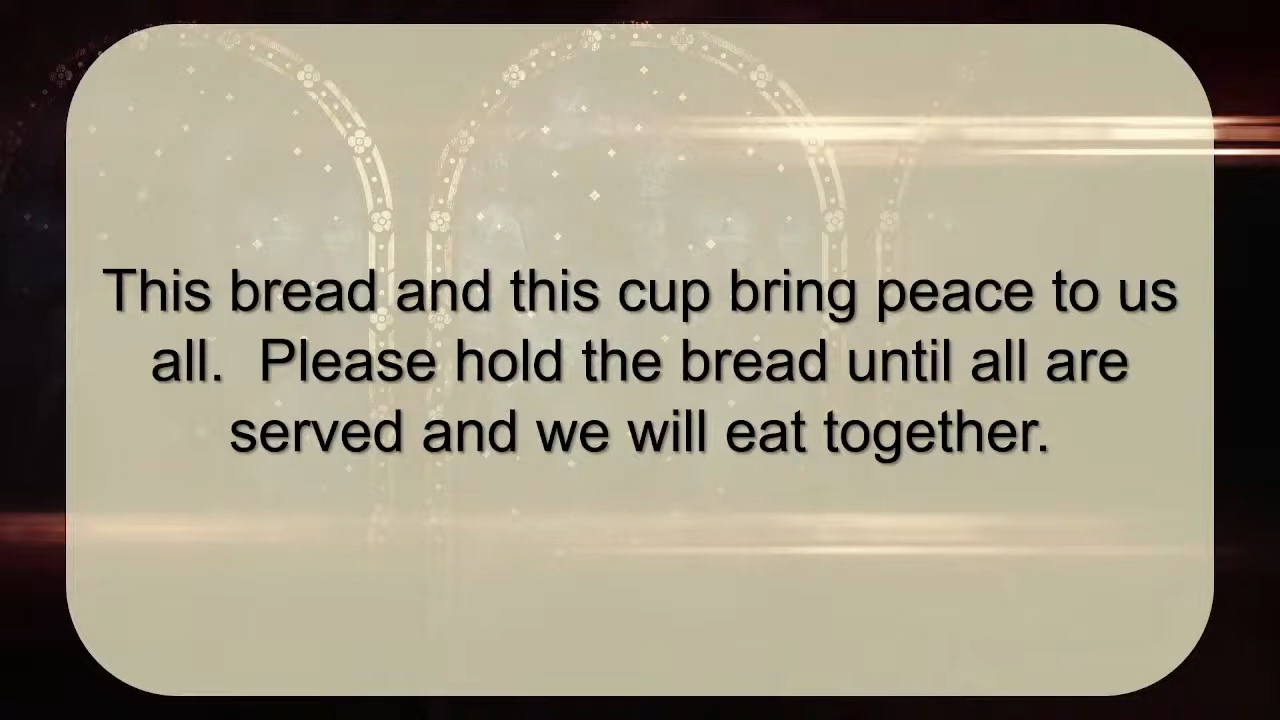 This bread and this cup bring peace to us
all.  Please hold the bread until all are
served and we will eat together.